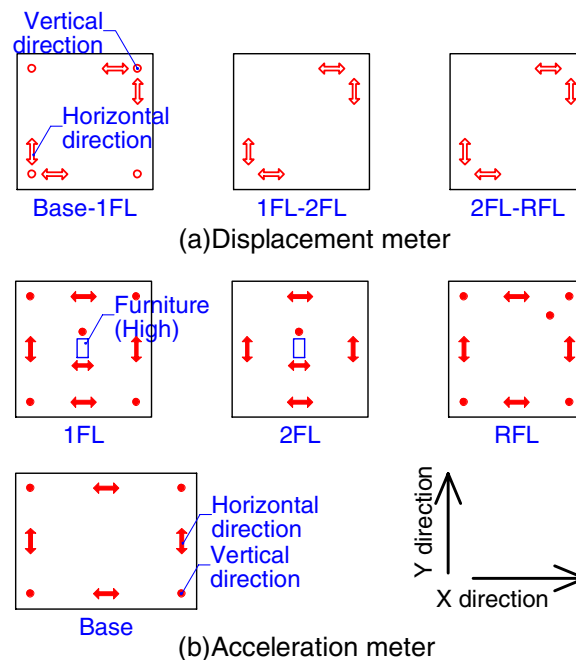 Vertical
direction
Horizontal
direction
Base-1FL
1FL-2FL
2FL-RFL
(a)Displacement meter
Furniture
(High)
1FL
2FL
RFL
Horizontal
direction
Vertical
direction
Base
Y direction
X direction
(b)Acceleration meter